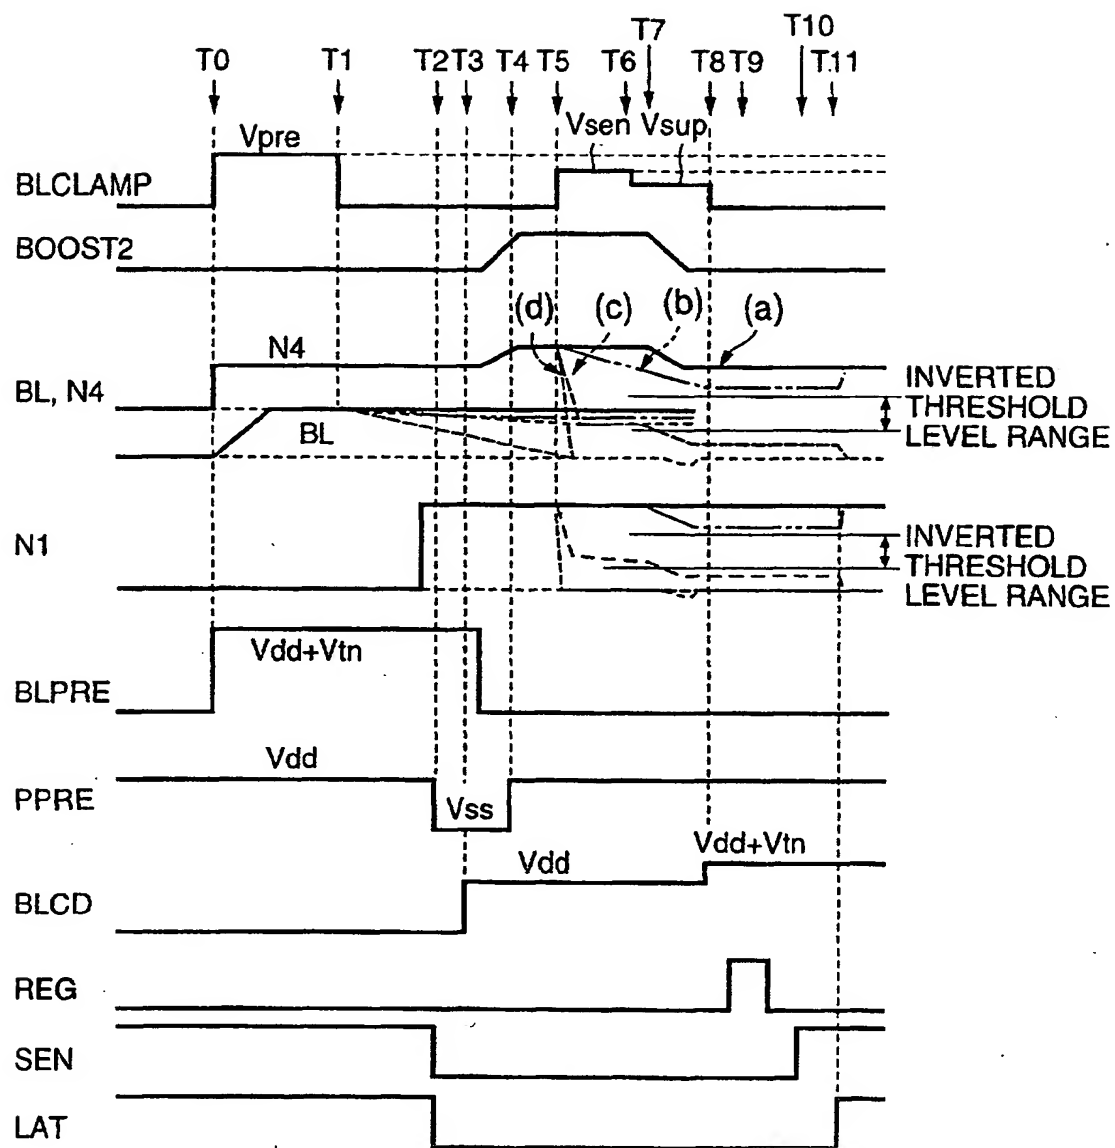 T10
T7
T0 T1 T2 T3 T4 T5 T6 T8 T9 T11
Vpre Vsen Vsup
BLCLAMP
BOOST2
(d) (c) (b) (a)
N4
BL, N4
BL
INVERTED
THRESHOLD
LEVEL RANGE
N1
INVERTED
THRESHOLD
LEVEL RANGE
Vdd+Vtn
BLPRE
Vdd
PPRE
Vss
Vdd+Vtn
Vdd
BLCD
REG
SEN
LAT